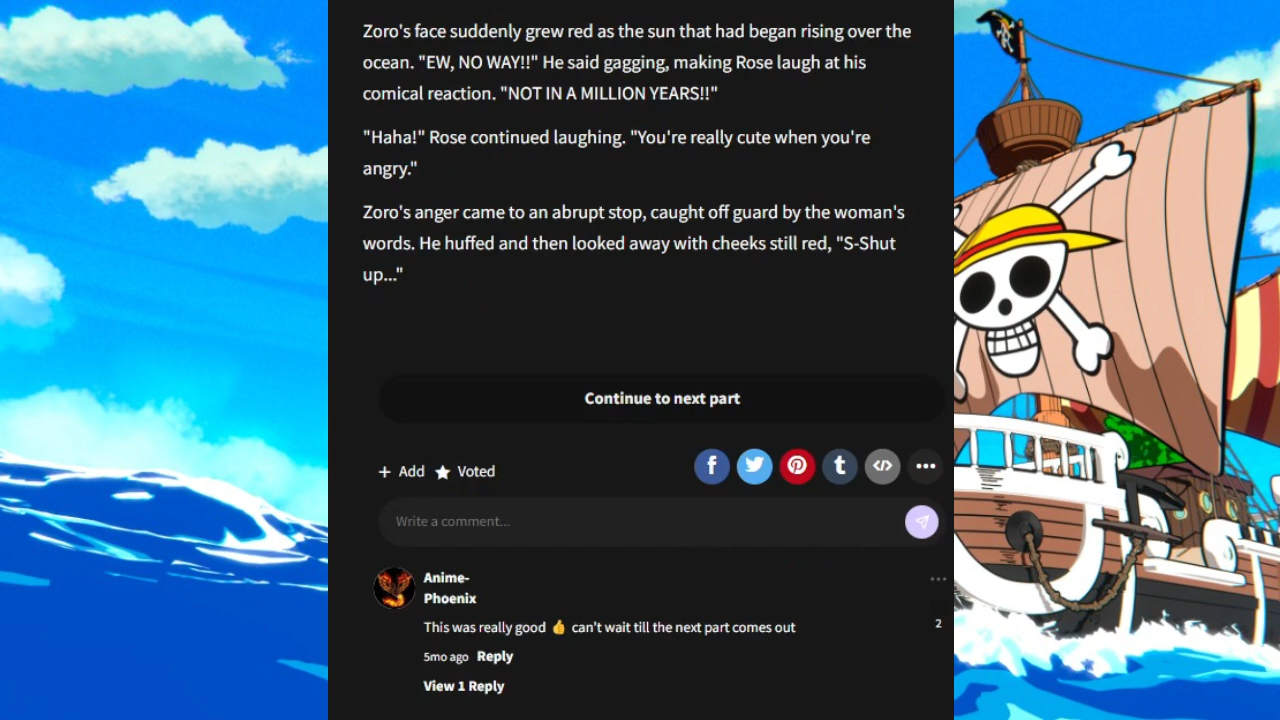 Zoro's face suddenly grew red as the sun that had began rising over the
ocean. "EW, NO WAY!!" He said gagging, making Rose laugh at his
comical reaction. "NOT IN A MILLION YEARS!!"
"Haha!" Rose continued laughing. "You're really cute when you're
angry."
Zoro's anger came to an abrupt stop, caught off guard by the woman's
words. He huffed and then looked away with cheeks still red, "S-Shut
up..."
Continue to next part
+ Add ★ Voted
Write a comment...
Anime-
Phoenix
This was really good 👍 can't wait till the next part comes out
2
5mo ago Reply
View 1 Reply